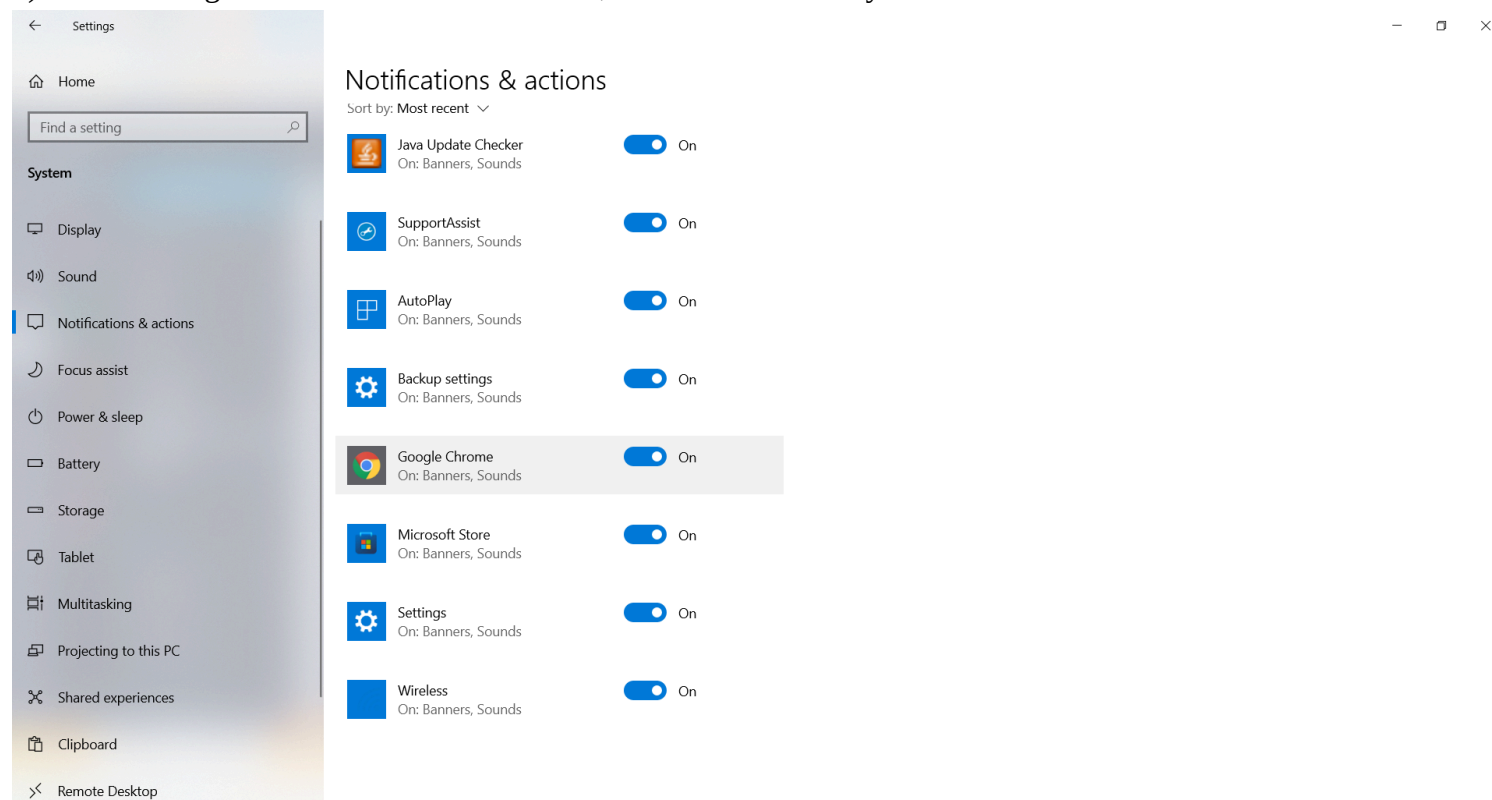 Settings
Home
Find a setting
System
Display
Sound
Notifications & actions
Focus assist
Power & sleep
Battery
Storage
Tablet
Multitasking
Projecting to this PC
Shared experiences
Clipboard
Remote Desktop
Notifications & actions
Sort by: Most recent
Java Update Checker On
On: Banners, Sounds
SupportAssist On
On: Banners, Sounds
AutoPlay On
On: Banners, Sounds
Backup settings On
On: Banners, Sounds
Google Chrome On
On: Banners, Sounds
Microsoft Store On
On: Banners, Sounds
Settings On
On: Banners, Sounds
Wireless On
On: Banners, Sounds